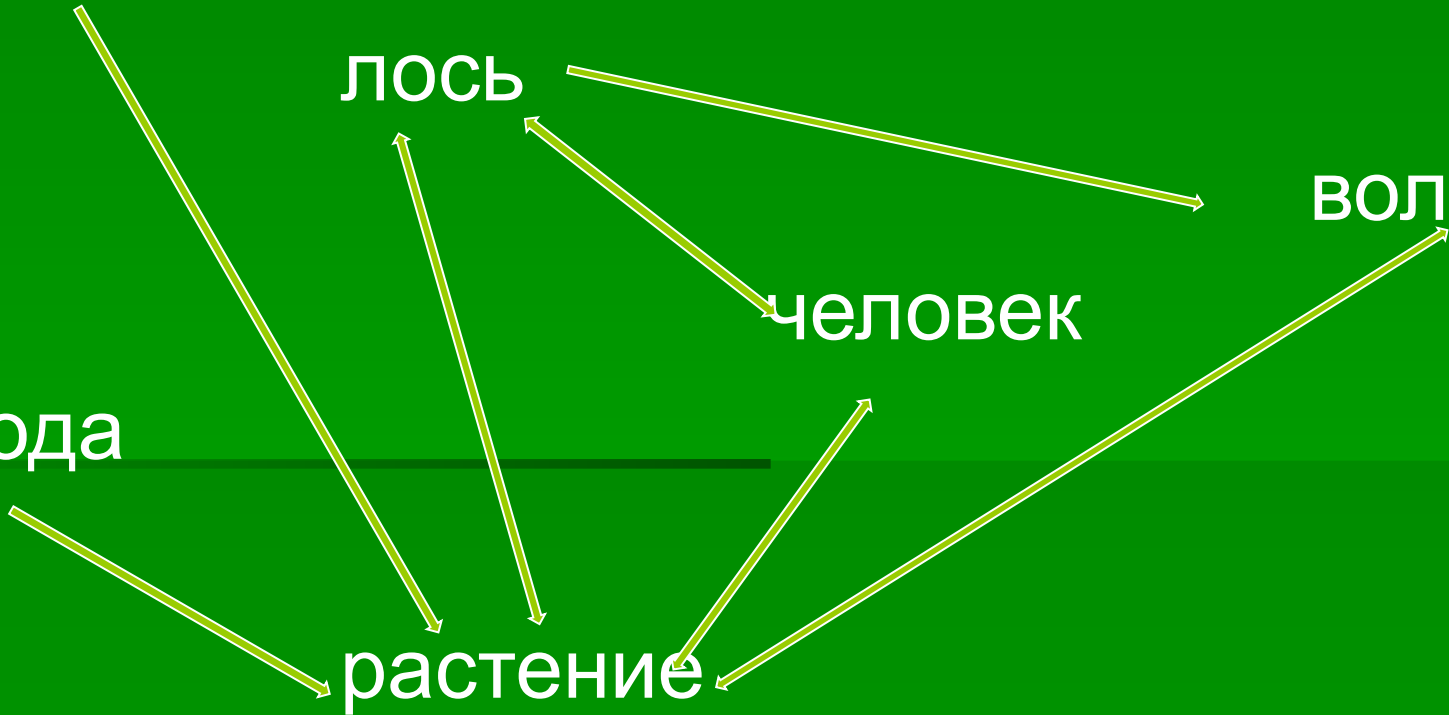 лось
вол
человек
ода
растение